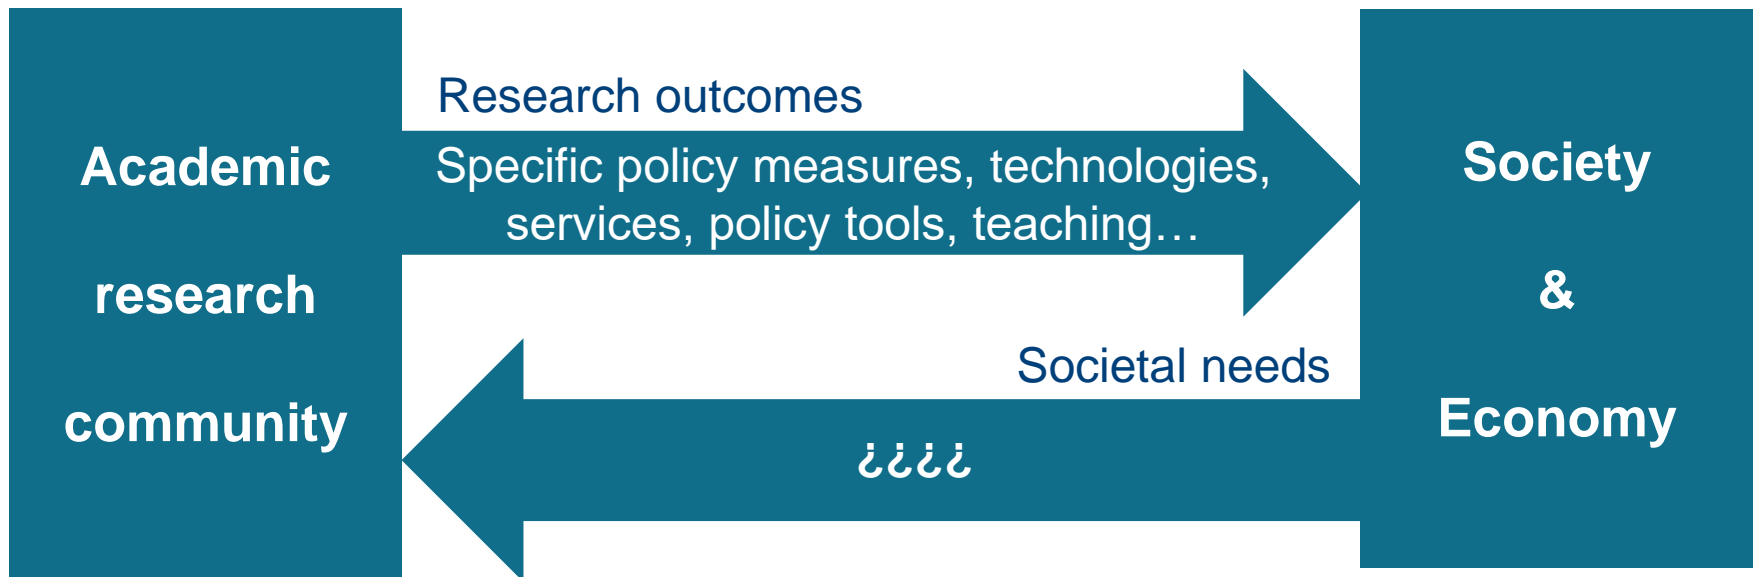 Academic
research
community
Research outcomes
Specific policy measures, technologies,
services, policy tools, teaching…
Societal needs
¿¿¿¿
Society
&
Economy